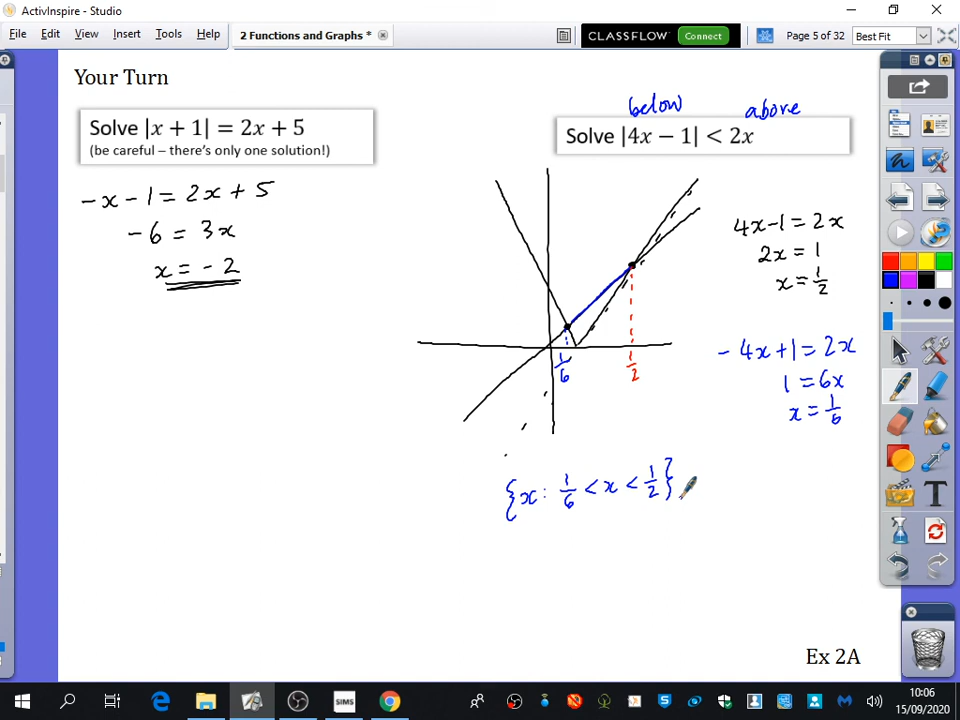 ActivInspire - Studio
File Edit View Insert Tools Help
2 Functions and Graphs *
CLASSFLOW Connect
Page 5 of 32
Best Fit
Your Turn
Solve |x + 1| = 2x + 5
(be careful – there's only one solution!)
-x - 1 = 2x + 5
-6 = 3x
x = -2
below above
Solve |4x − 1| < 2x
4x-1 = 2x
2x = 1
x = 1/2
-4x+1 = 2x
1 = 6x
x = 1/6
1/6
1/2
{x: 1/6 < x < 1/2}
Ex 2A
SIMS
10:06
15/09/2020